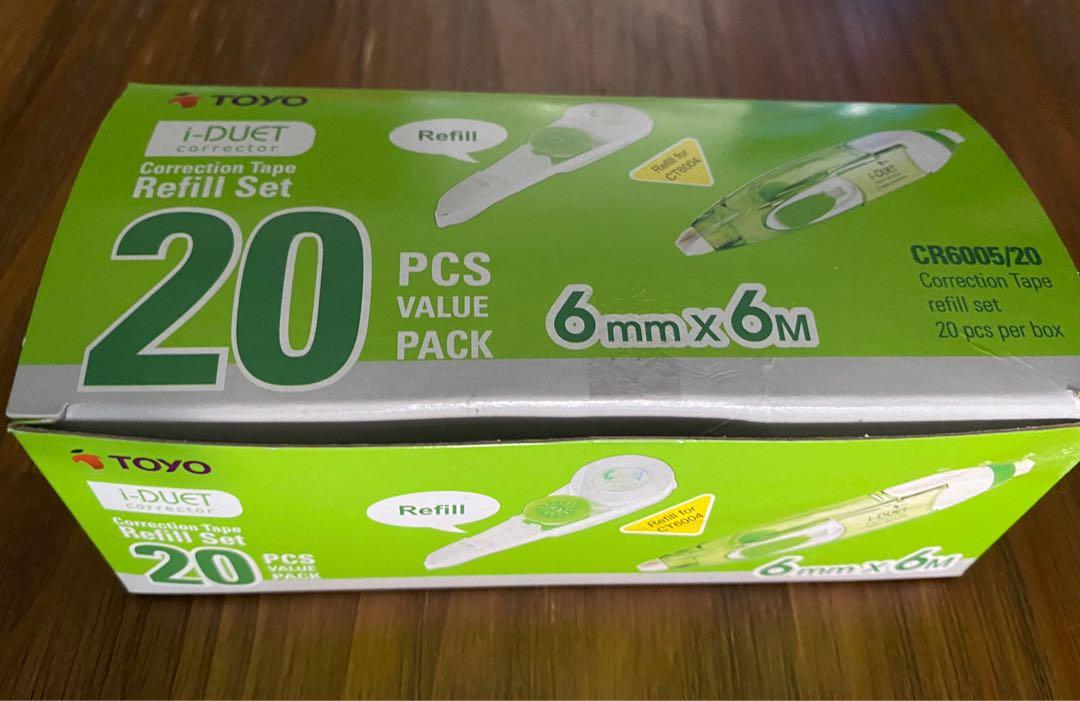 TOYO
i-DUET
corrector
Correction Tape
Refill Set
20
PCS
VALUE
PACK
Refill
Refill for
CT6004
i-DUET
6mm x 6M
CR6005/20
Correction Tape
refill set
20 pcs per box
TOYO
i-DUET
corrector
Correction Tape
Refill Set
20
PCS
VALUE
PACK
Refill
Refill for
CT6004
i-DUET
6mm x 6M